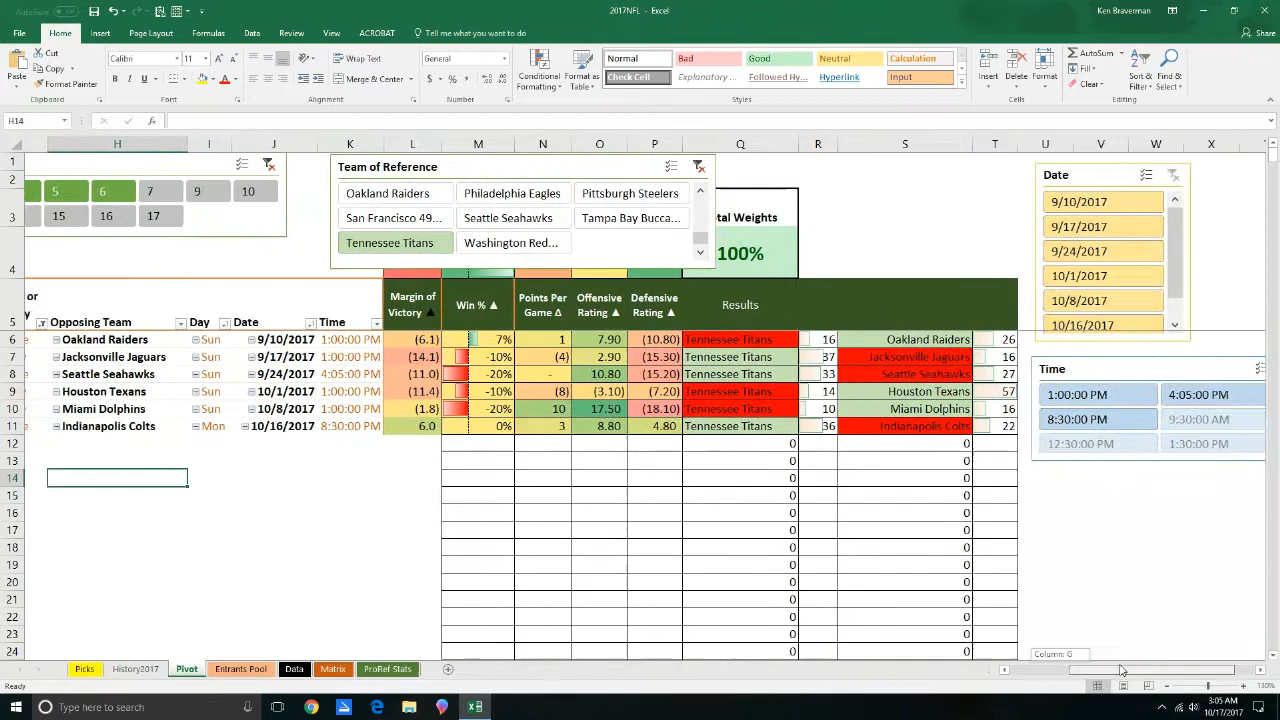 AutoSave Off 2017NFL - Excel Ken Braverman
File Home Insert Page Layout Formulas Data Review View ACROBAT Tell me what you want to do Share
Paste Cut Copy Format Painter Clipboard
Calibri 11 B I U Font
Wrap Text Merge & Center Alignment
General $ % , Number
Conditional Formatting Format as Table
Normal Bad Good Neutral Calculation
Check Cell Explanatory ... Followed Hy... Hyperlink Input
Styles
Insert Delete Format Cells
AutoSum Fill Clear Sort & Filter Find & Select Editing
H14 fx
H I J K L M N O P Q R S T U V W X
5 6 7 9 10
15 16 17
Team of Reference
Oakland Raiders Philadelphia Eagles Pittsburgh Steelers
San Francisco 49... Seattle Seahawks Tampa Bay Bucca...
Tennessee Titans Washington Red...
tal Weights
100%
Date
9/10/2017
9/17/2017
9/24/2017
10/1/2017
10/8/2017
10/16/2017
Time
1:00:00 PM 4:05:00 PM
8:30:00 PM 9:30:00 AM
12:30:00 PM 1:30:00 PM
1
2
3
4
or Margin of Victory ▲ Win % ▲ Points Per Game Δ Offensive Rating ▲ Defensive Rating ▲ Results
5 y Opposing Team Day Date Time
6 Oakland Raiders Sun 9/10/2017 1:00:00 PM (6.1) 7% 1 7.90 (10.80) Tennessee Titans 16 Oakland Raiders 26
7 Jacksonville Jaguars Sun 9/17/2017 1:00:00 PM (14.1) -10% (4) 2.90 (15.30) Tennessee Titans 37 Jacksonville Jaguars 16
8 Seattle Seahawks Sun 9/24/2017 4:05:00 PM (11.0) -20% - 10.80 (15.20) Tennessee Titans 33 Seattle Seahawks 27
9 Houston Texans Sun 10/1/2017 1:00:00 PM (11.4) -10% (8) (3.10) (7.20) Tennessee Titans 14 Houston Texans 57
10 Miami Dolphins Sun 10/8/2017 1:00:00 PM (1.8) -20% 10 17.50 (18.10) Tennessee Titans 10 Miami Dolphins 16
11 Indianapolis Colts Mon 10/16/2017 8:30:00 PM 6.0 0% 3 8.80 4.80 Tennessee Titans 36 Indianapolis Colts 22
12 0 0
13 0 0
14 0 0
15 0 0
16 0 0
17 0 0
18 0 0
19 0 0
20 0 0
21 0 0
22 0 0
23 0 0
24 0 0
Column: G
Picks History2017 Pivot Entrants Pool Data Matrix ProRef Stats
Ready 130%
Type here to search
3:05 AM
10/17/2017